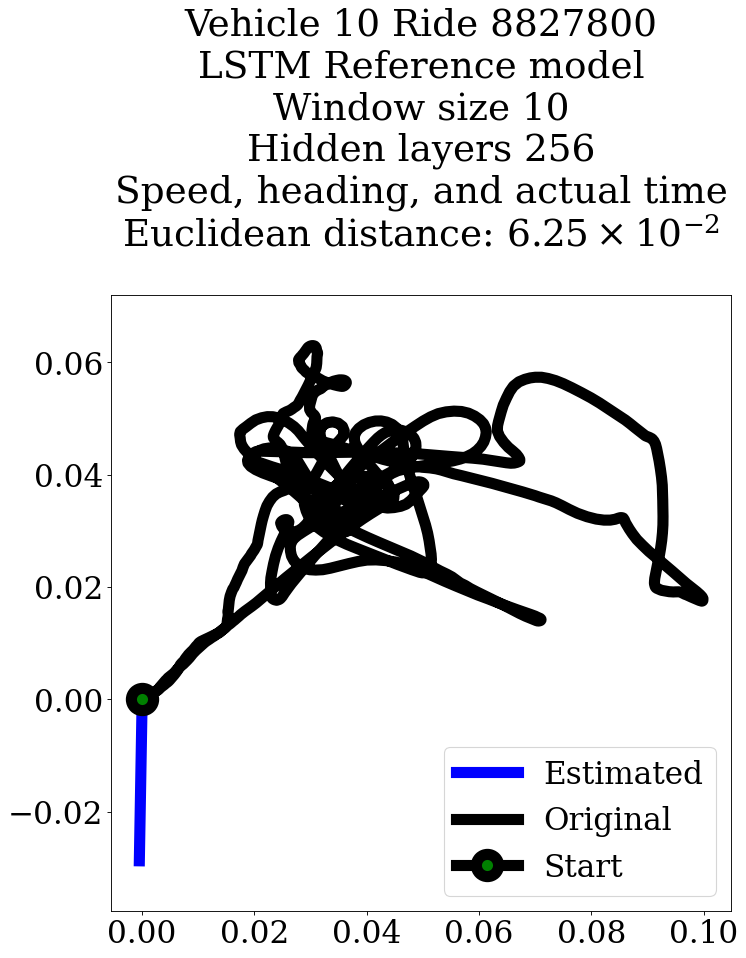 Vehicle 10 Ride 8827800
LSTM Reference model
Window size 10
Hidden layers 256
Speed, heading, and actual time
Euclidean distance: 6.25 × 10⁻²
0.06
0.04
0.02
0.00
−0.02
Estimated
Original
Start
0.00 0.02 0.04 0.06 0.08 0.10